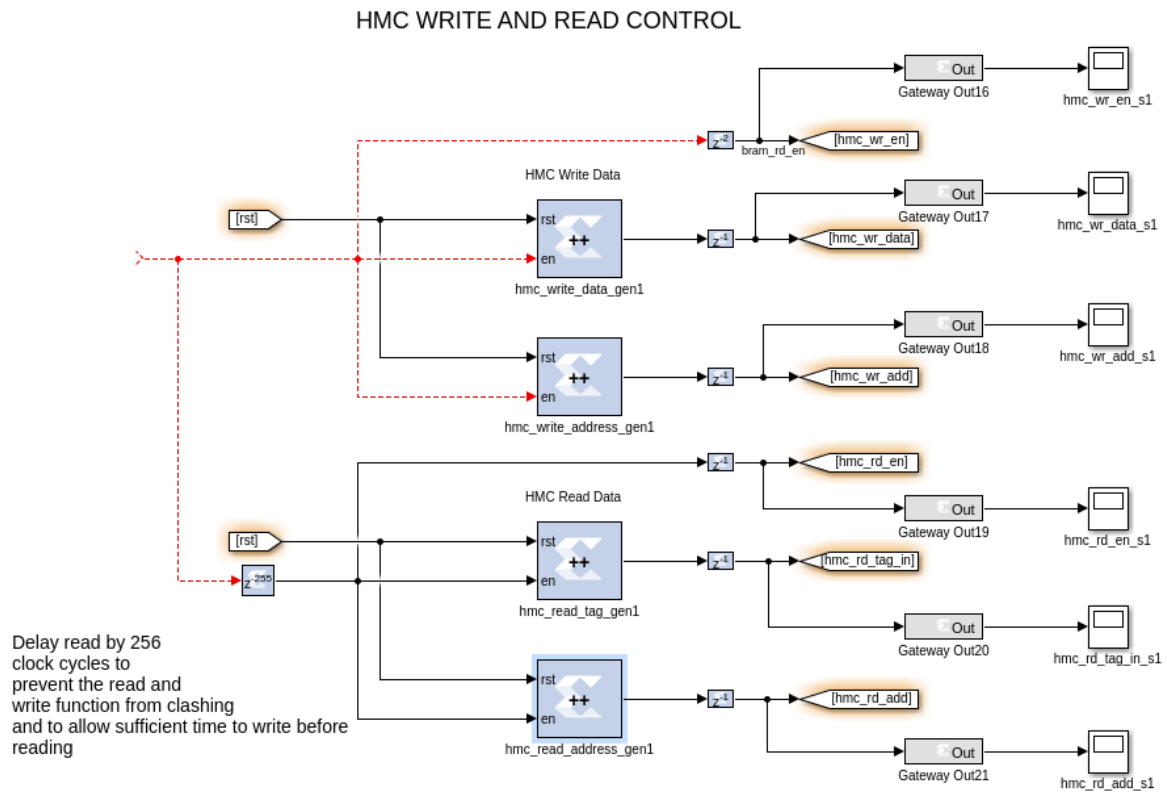 HMC WRITE AND READ CONTROL
Out
Gateway Out16
hmc_wr_en_s1
z-2
bram_rd_en
[hmc_wr_en]
HMC Write Data
[rst]
rst
++
en
hmc_write_data_gen1
z-1
[hmc_wr_data]
Out
Gateway Out17
hmc_wr_data_s1
rst
++
en
hmc_write_address_gen1
z-1
[hmc_wr_add]
Out
Gateway Out18
hmc_wr_add_s1
z-1
[hmc_rd_en]
Out
Gateway Out19
hmc_rd_en_s1
HMC Read Data
[rst]
z-255
rst
++
en
hmc_read_tag_gen1
z-1
[hmc_rd_tag_in]
Out
Gateway Out20
hmc_rd_tag_in_s1
Delay read by 256
clock cycles to
prevent the read and
write function from clashing
and to allow sufficient time to write before
reading
rst
++
en
hmc_read_address_gen1
z-1
[hmc_rd_add]
Out
Gateway Out21
hmc_rd_add_s1